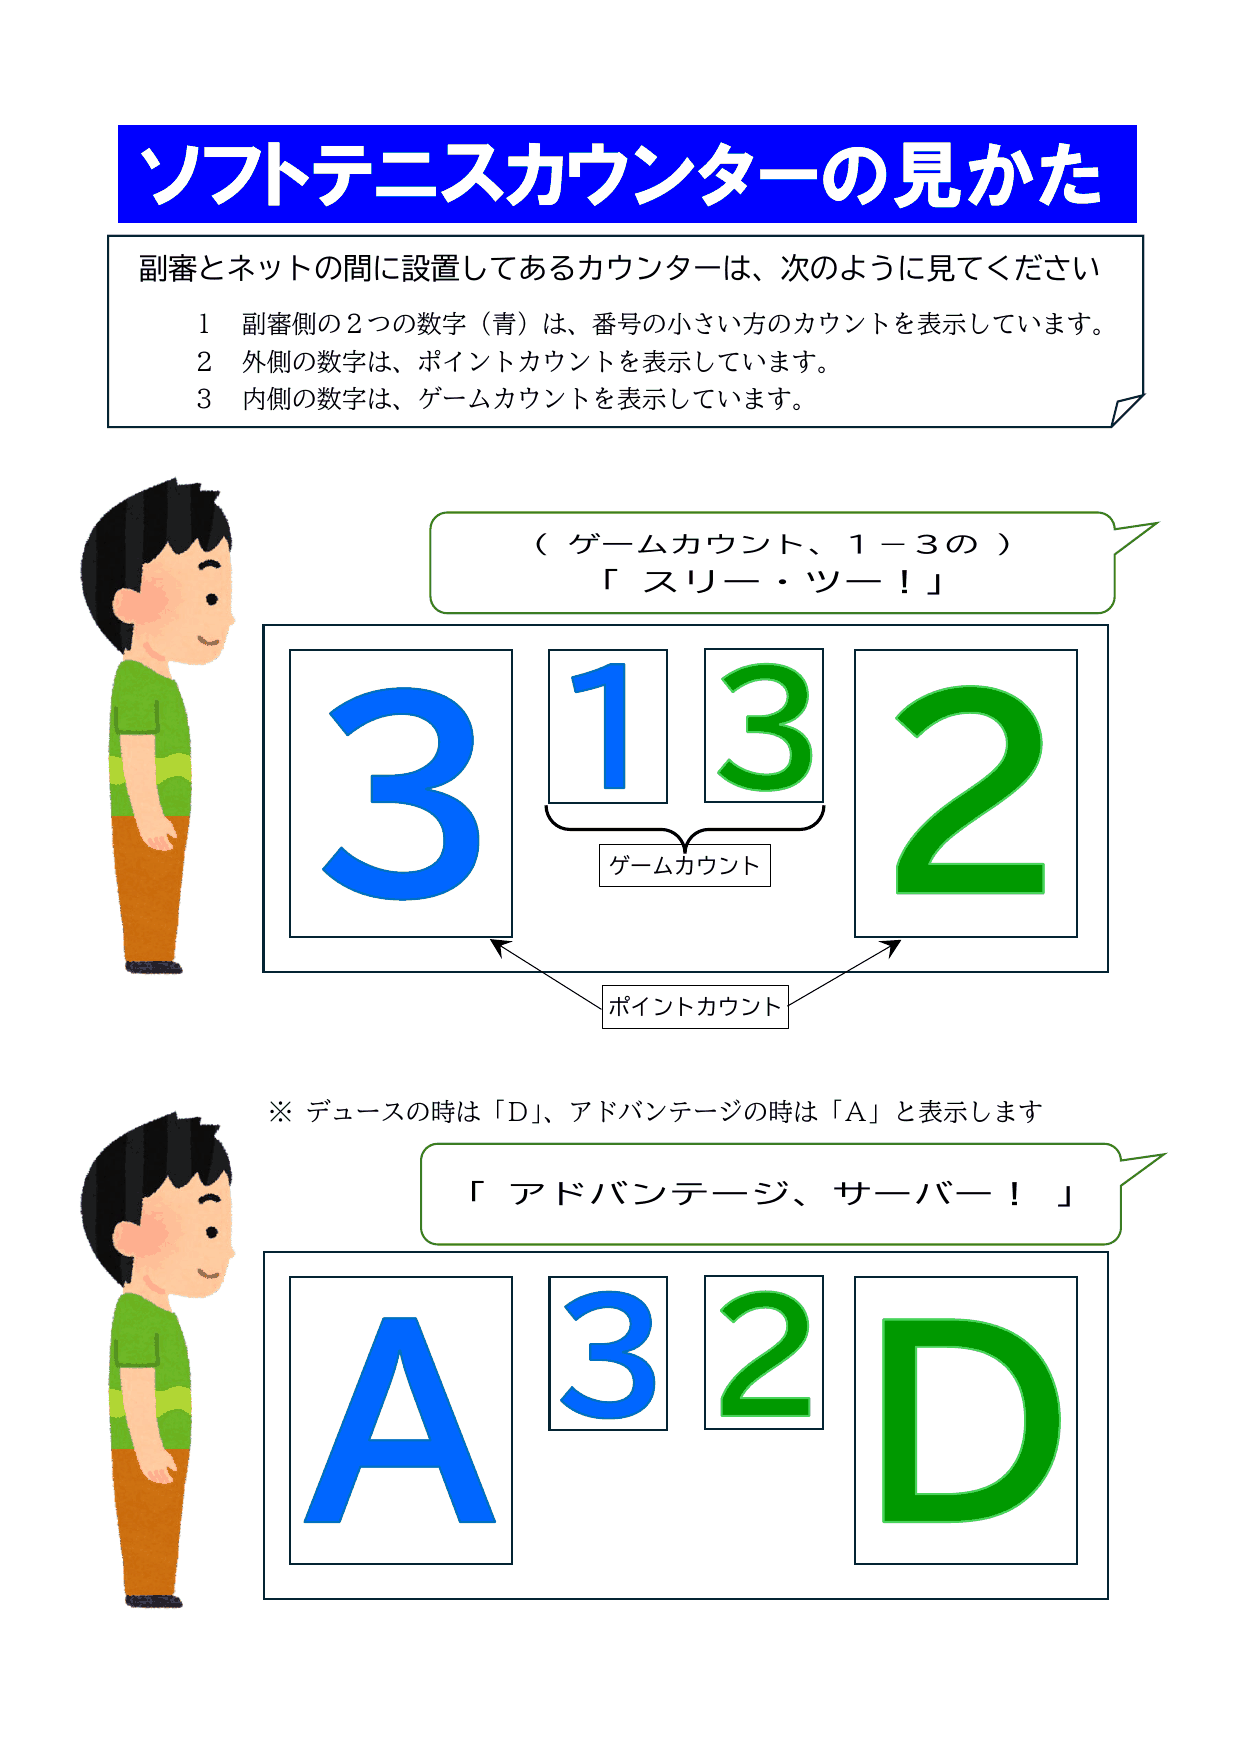 ソフトテニスカウンターの見かた
副審とネットの間に設置してあるカウンターは、次のように見てください
１　副審側の２つの数字（青）は、番号の小さい方のカウントを表示しています。
２　外側の数字は、ポイントカウントを表示しています。
３　内側の数字は、ゲームカウントを表示しています。
（ ゲームカウント、１－３の ）
「 スリー・ツー！」
3 1 3 2
ゲームカウント
ポイントカウント
※ デュースの時は「Ｄ」、アドバンテージの時は「Ａ」と表示します
「 アドバンテージ、サーバー！ 」
A 3 2 D